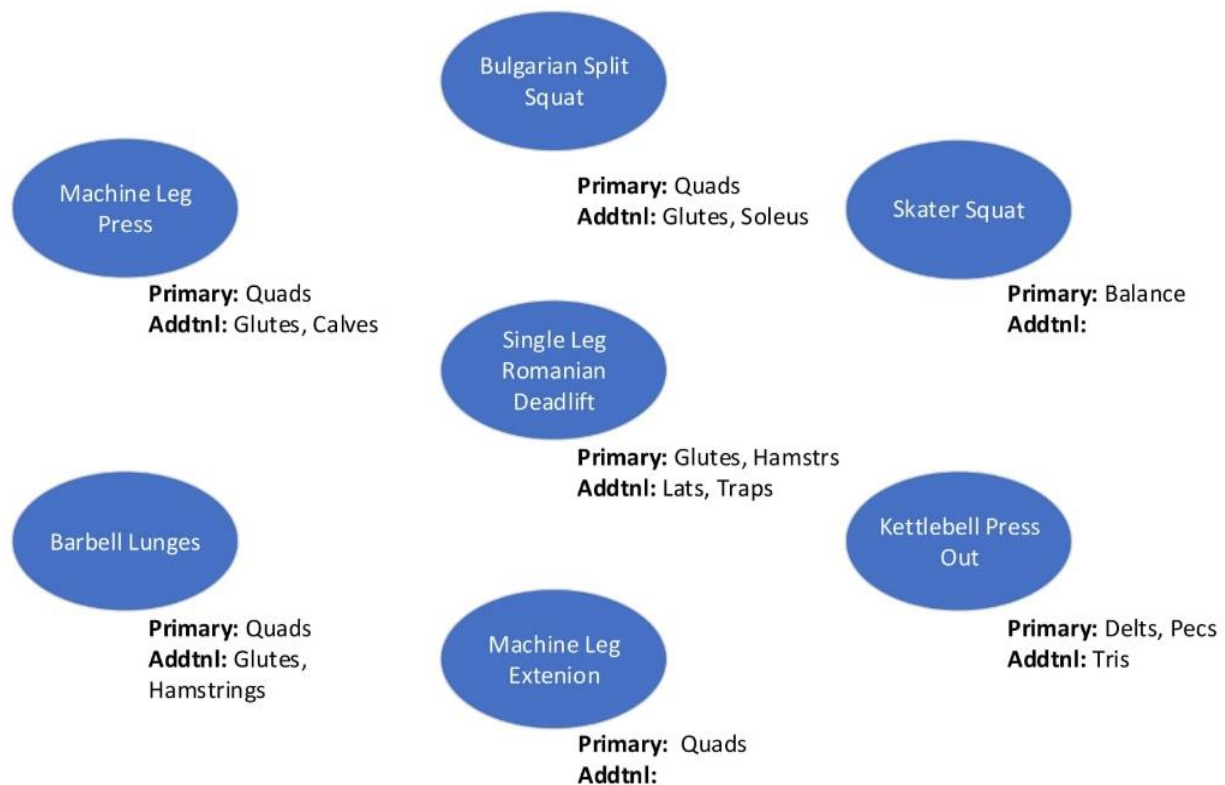 Bulgarian Split
Squat
Primary: Quads
Addtnl: Glutes, Soleus
Machine Leg
Press
Primary: Quads
Addtnl: Glutes, Calves
Skater Squat
Primary: Balance
Addtnl:
Single Leg
Romanian
Deadlift
Primary: Glutes, Hamstrs
Addtnl: Lats, Traps
Barbell Lunges
Primary: Quads
Addtnl: Glutes,
Hamstrings
Kettlebell Press
Out
Primary: Delts, Pecs
Addtnl: Tris
Machine Leg
Extenion
Primary: Quads
Addtnl: